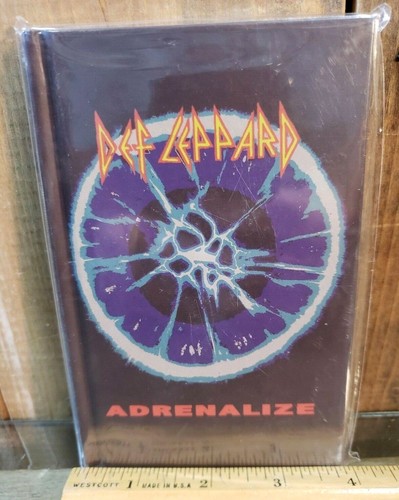 DEF LEPPARD
ADRENALIZE
WESTCOTT 1 MADE IN U.S.A 2 3 4